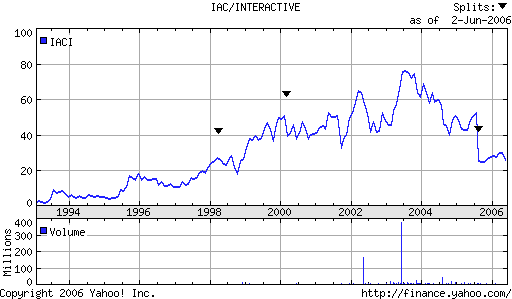 IAC/INTERACTIVE
Splits:
as of 2-Jun-2006
100
IACI
80
60
40
20
0
1994 1996 1998 2000 2002 2004 2006
400
Volume
300
200
100
0
Millions
Copyright 2006 Yahoo! Inc. http://finance.yahoo.com/